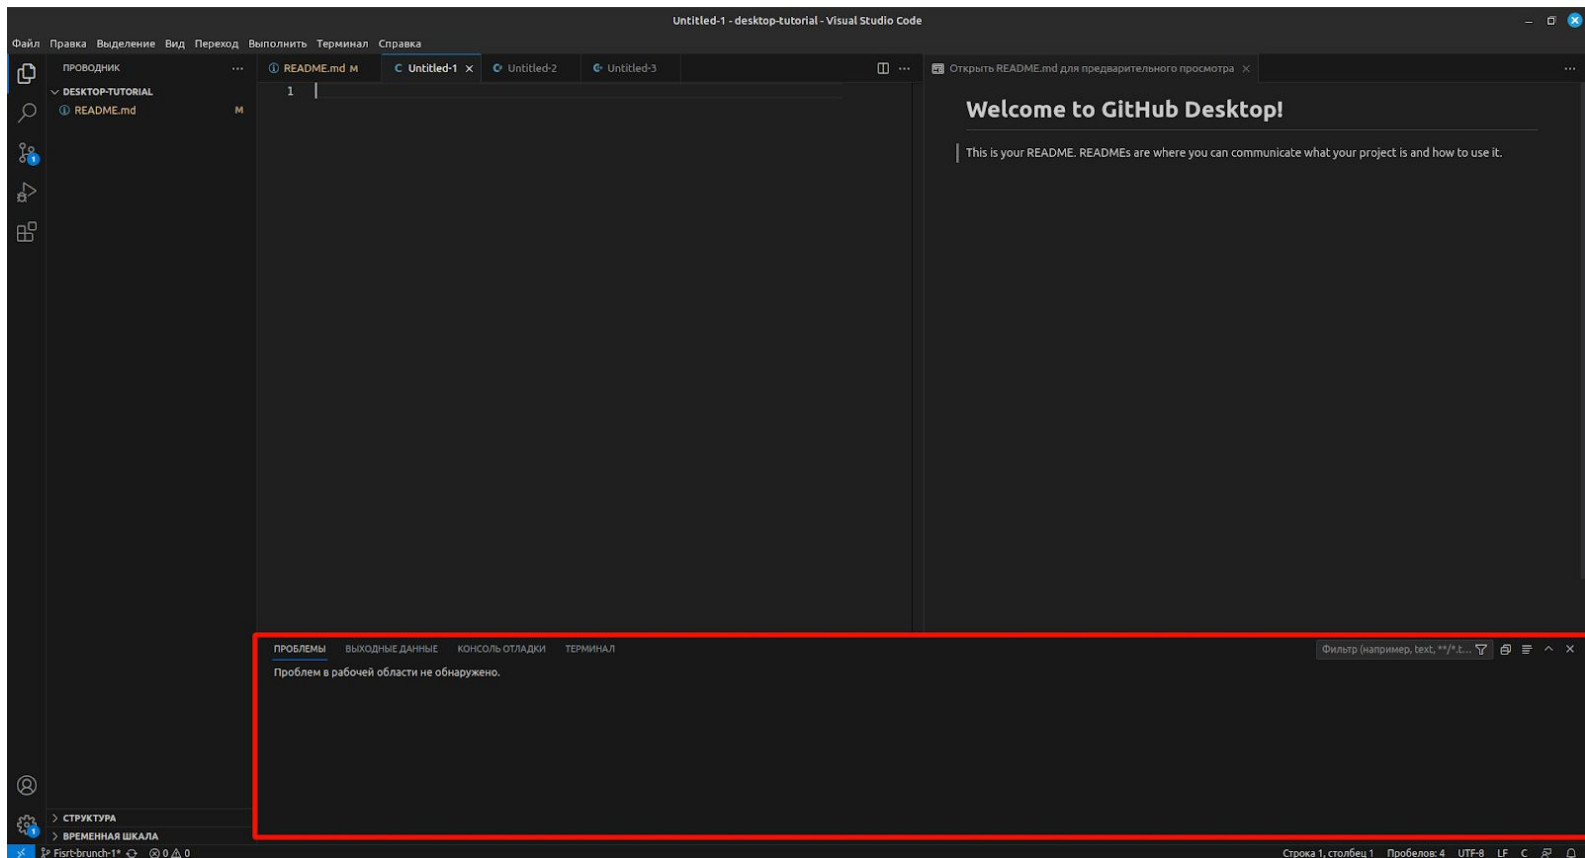 Untitled-1 - desktop-tutorial - Visual Studio Code
Файл Правка Выделение Вид Переход Выполнить Терминал Справка
ПРОВОДНИК
DESKTOP-TUTORIAL
README.md M
README.md M Untitled-1 Untitled-2 Untitled-3
1
Открыть README.md для предварительного просмотра
Welcome to GitHub Desktop!
This is your README. READMEs are where you can communicate what your project is and how to use it.
ПРОБЛЕМЫ ВЫХОДНЫЕ ДАННЫЕ КОНСОЛЬ ОТЛАДКИ ТЕРМИНАЛ
Фильтр (например, text, **/*.t...
Проблем в рабочей области не обнаружено.
СТРУКТУРА
ВРЕМЕННАЯ ШКАЛА
Fisrt-brunch-1* 0 0
Строка 1, столбец 1 Пробелов: 4 UTF-8 LF C